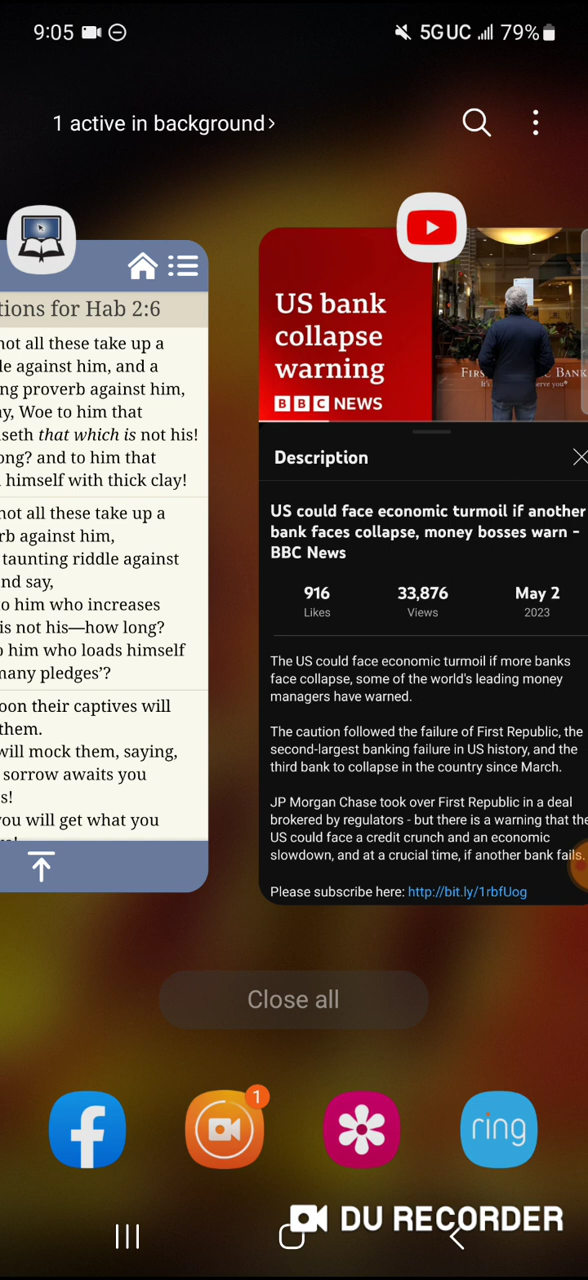 9:05
5G UC
79%
1 active in background
tions for Hab 2:6
not all these take up a
le against him, and a
ng proverb against him,
y, Woe to him that
seth that which is not his!
ong? and to him that
himself with thick clay!
not all these take up a
rb against him,
taunting riddle against
nd say,
o him who increases
is not his—how long?
o him who loads himself
many pledges’?
oon their captives will
them.
will mock them, saying,
sorrow awaits you
s!
you will get what you
US bank
collapse
warning
BBC NEWS
Description
US could face economic turmoil if another
bank faces collapse, money bosses warn -
BBC News
916
Likes
33,876
Views
May 2
2023
The US could face economic turmoil if more banks
face collapse, some of the world's leading money
managers have warned.
The caution followed the failure of First Republic, the
second-largest banking failure in US history, and the
third bank to collapse in the country since March.
JP Morgan Chase took over First Republic in a deal
brokered by regulators - but there is a warning that the
US could face a credit crunch and an economic
slowdown, and at a crucial time, if another bank fails.
Please subscribe here: http://bit.ly/1rbfUog
Close all
1
ring
DU RECORDER